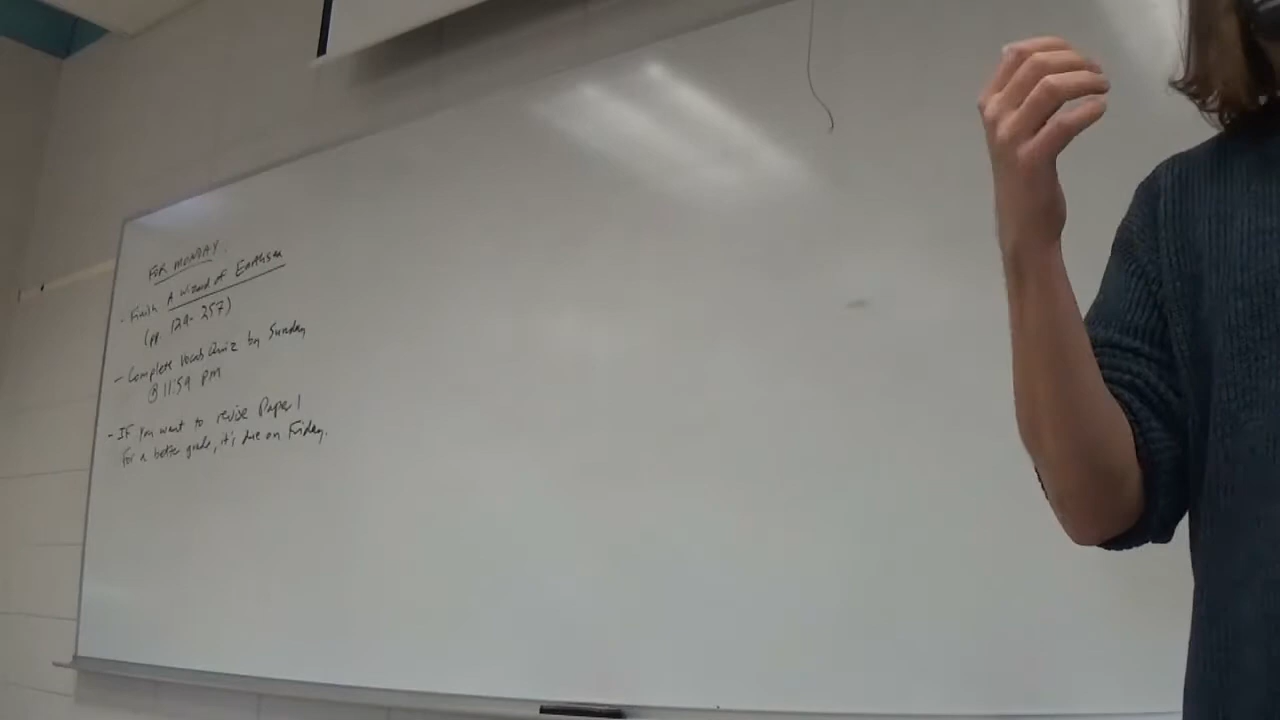 FOR MONDAY.
- Finish A Wizard of Earthsea
(pp. 129-257)
- Complete Vocab Quiz by Sunday
@ 11:59 PM
- IF you want to revise Paper 1
for a better grade, it's due on Friday.